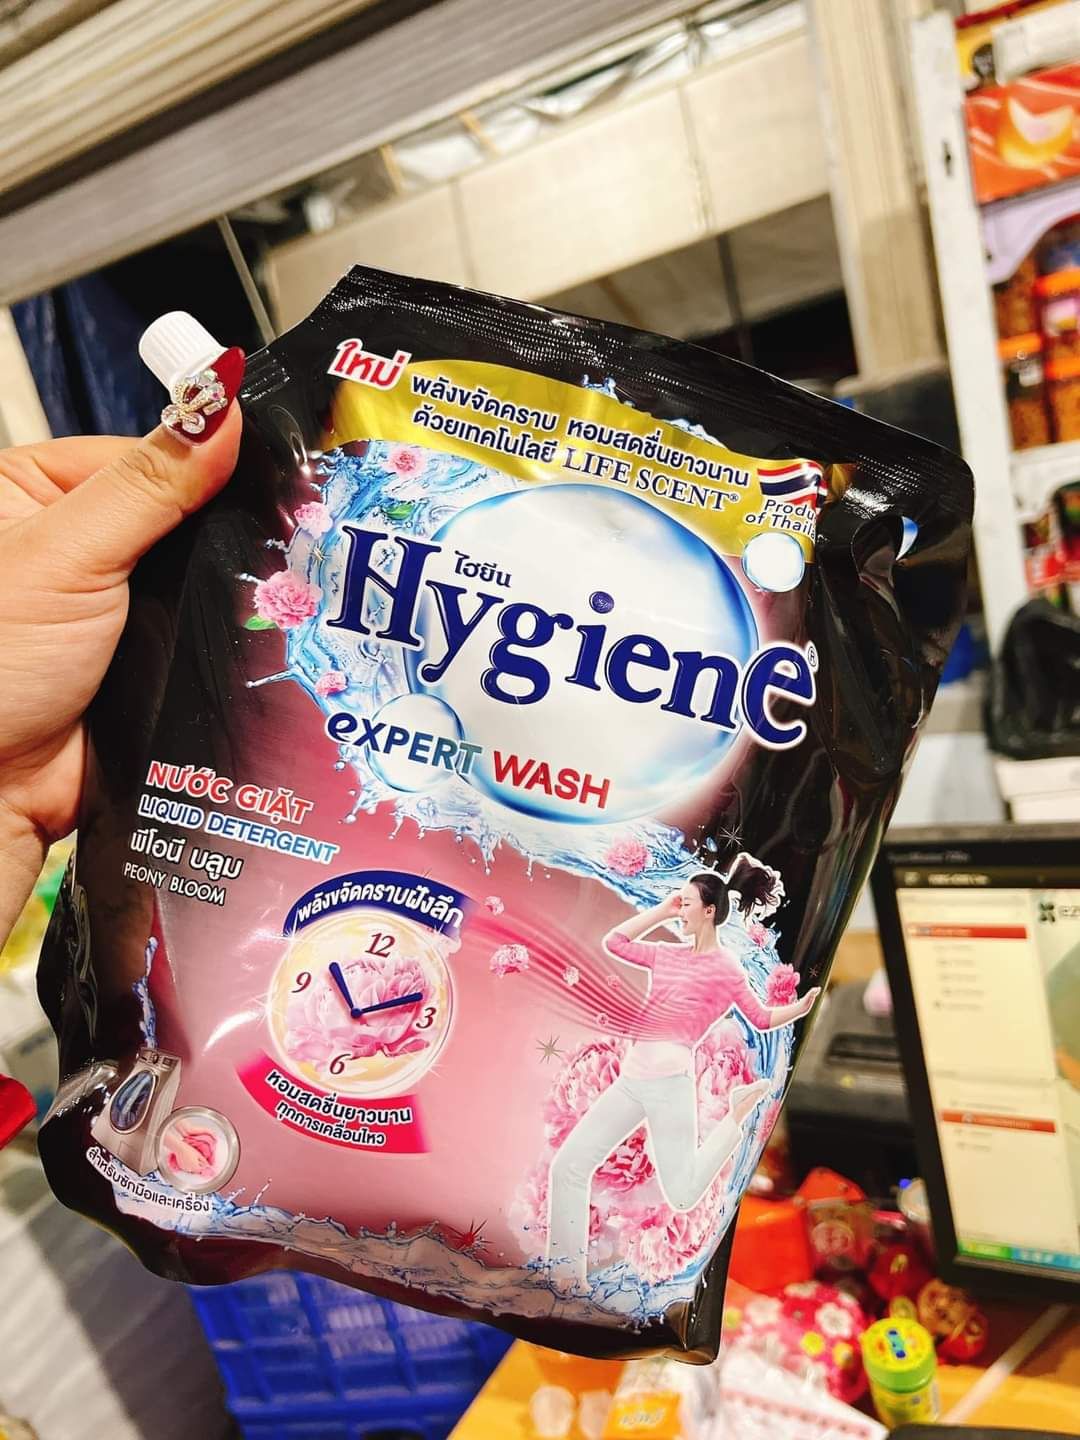 ใหม่
พลังขจัดคราบ หอมสดชื่นยาวนาน
ด้วยเทคโนโลยี LIFE SCENT®
Produ
of Thaila
ไฮยีน
Hygiene®
eXPERT WASH
NƯỚC GIẶT
LIQUID DETERGENT
พีโอนี บลูม
PEONY BLOOM
พลังขจัดคราบฝังลึก
12
9
3
6
หอมสดชื่นยาวนาน
ทุกการเคลื่อนไหว
สำหรับซักมือและเครื่อง